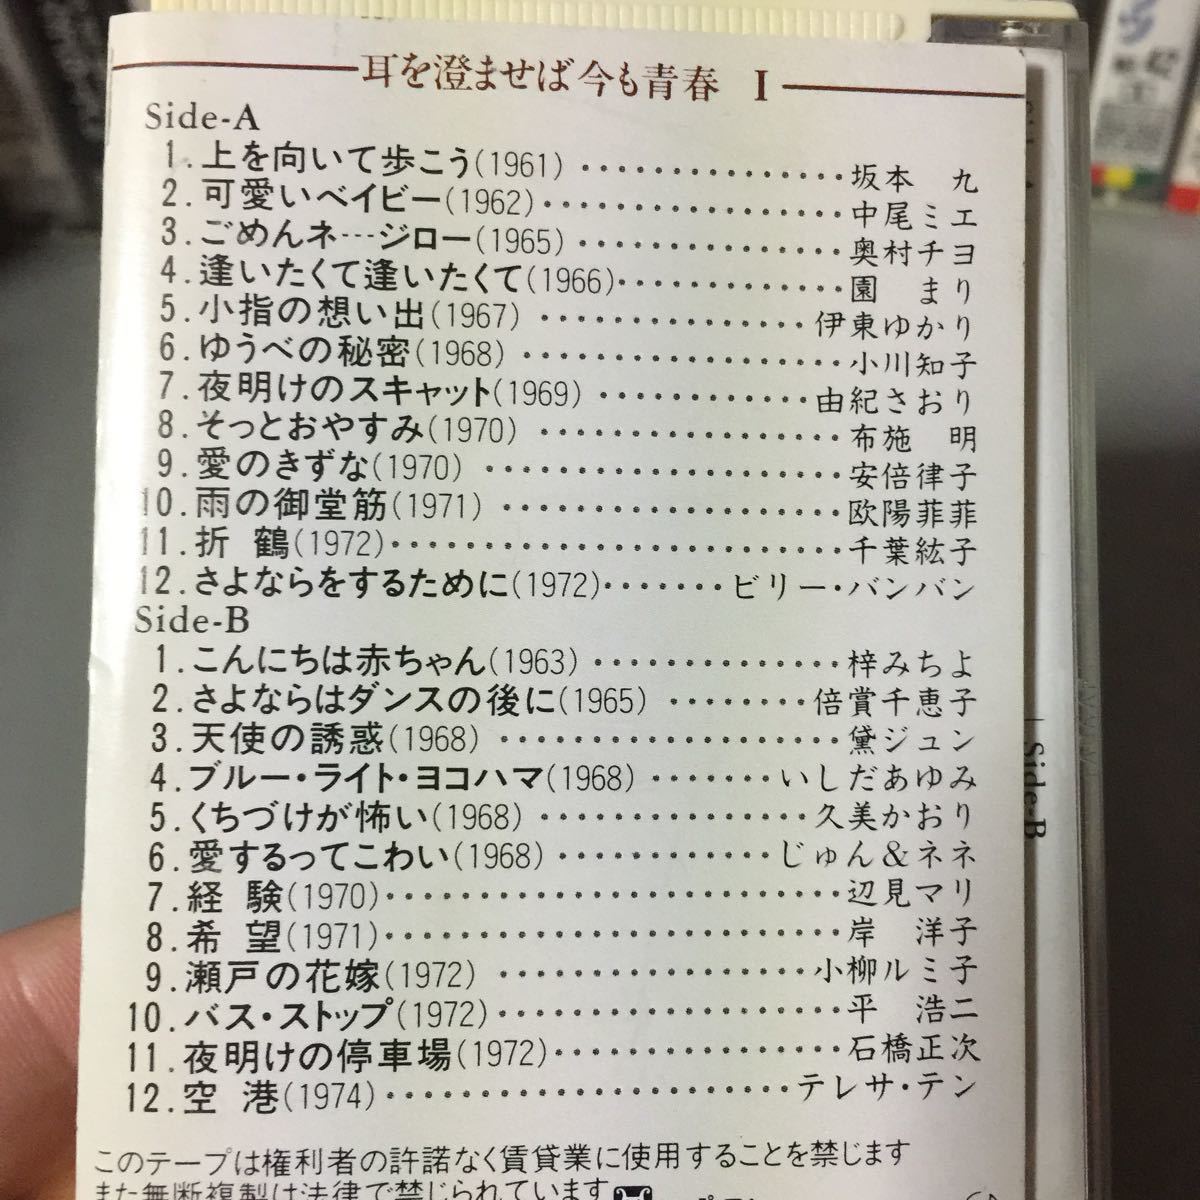 耳を澄ませば今も青春 I
Side-A
1.上を向いて歩こう(1961)・・・・・・・・・・・・・・・坂本 九
2.可愛いベイビー(1962)・・・・・・・・・・・・・・・・・中尾ミエ
3.ごめんネ…ジロー(1965)・・・・・・・・・・・・・・・奥村チヨ
4.逢いたくて逢いたくて(1966)・・・・・・・・・・・・・園 まり
5.小指の想い出(1967)・・・・・・・・・・・・・・・伊東ゆかり
6.ゆうべの秘密(1968)・・・・・・・・・・・・・・・・・・小川知子
7.夜明けのスキャット(1969)・・・・・・・・・・・・由紀さおり
8.そっとおやすみ(1970)・・・・・・・・・・・・・・・・・布施 明
9.愛のきずな(1970)・・・・・・・・・・・・・・・・・・・・安倍律子
10.雨の御堂筋(1971)・・・・・・・・・・・・・・・・・・・欧陽菲菲
11.折 鶴(1972)・・・・・・・・・・・・・・・・・・・・・・・・・千葉紘子
12.さよならをするために(1972)・・・・・・・ビリー・バンバン
Side-B
1.こんにちは赤ちゃん(1963)・・・・・・・・・・・・・・梓みちよ
2.さよならはダンスの後に(1965)・・・・・・・・倍賞千恵子
3.天使の誘惑(1968)・・・・・・・・・・・・・・・・・・・黛ジュン
4.ブルー・ライト・ヨコハマ(1968)・・・・・・・いしだあゆみ
5.くちづけが怖い(1968)・・・・・・・・・・・・・・・・久美かおり
6.愛するってこわい(1968)・・・・・・・・・・・・じゅん&ネネ
7.経 験(1970)・・・・・・・・・・・・・・・・・・・・・・・・・辺見マリ
8.希 望(1971)・・・・・・・・・・・・・・・・・・・・・・・・・岸 洋子
9.瀬戸の花嫁(1972)・・・・・・・・・・・・・・・・・小柳ルミ子
10.バス・ストップ(1972)・・・・・・・・・・・・・・・・・・・平 浩二
11.夜明けの停車場(1972)・・・・・・・・・・・・・・・・石橋正次
12.空 港(1974)・・・・・・・・・・・・・・・・・・・・・・・テレサ・テン
このテープは権利者の許諾なく賃貸業に使用することを禁じます
また無断複製は法律で禁じられています
Side-B